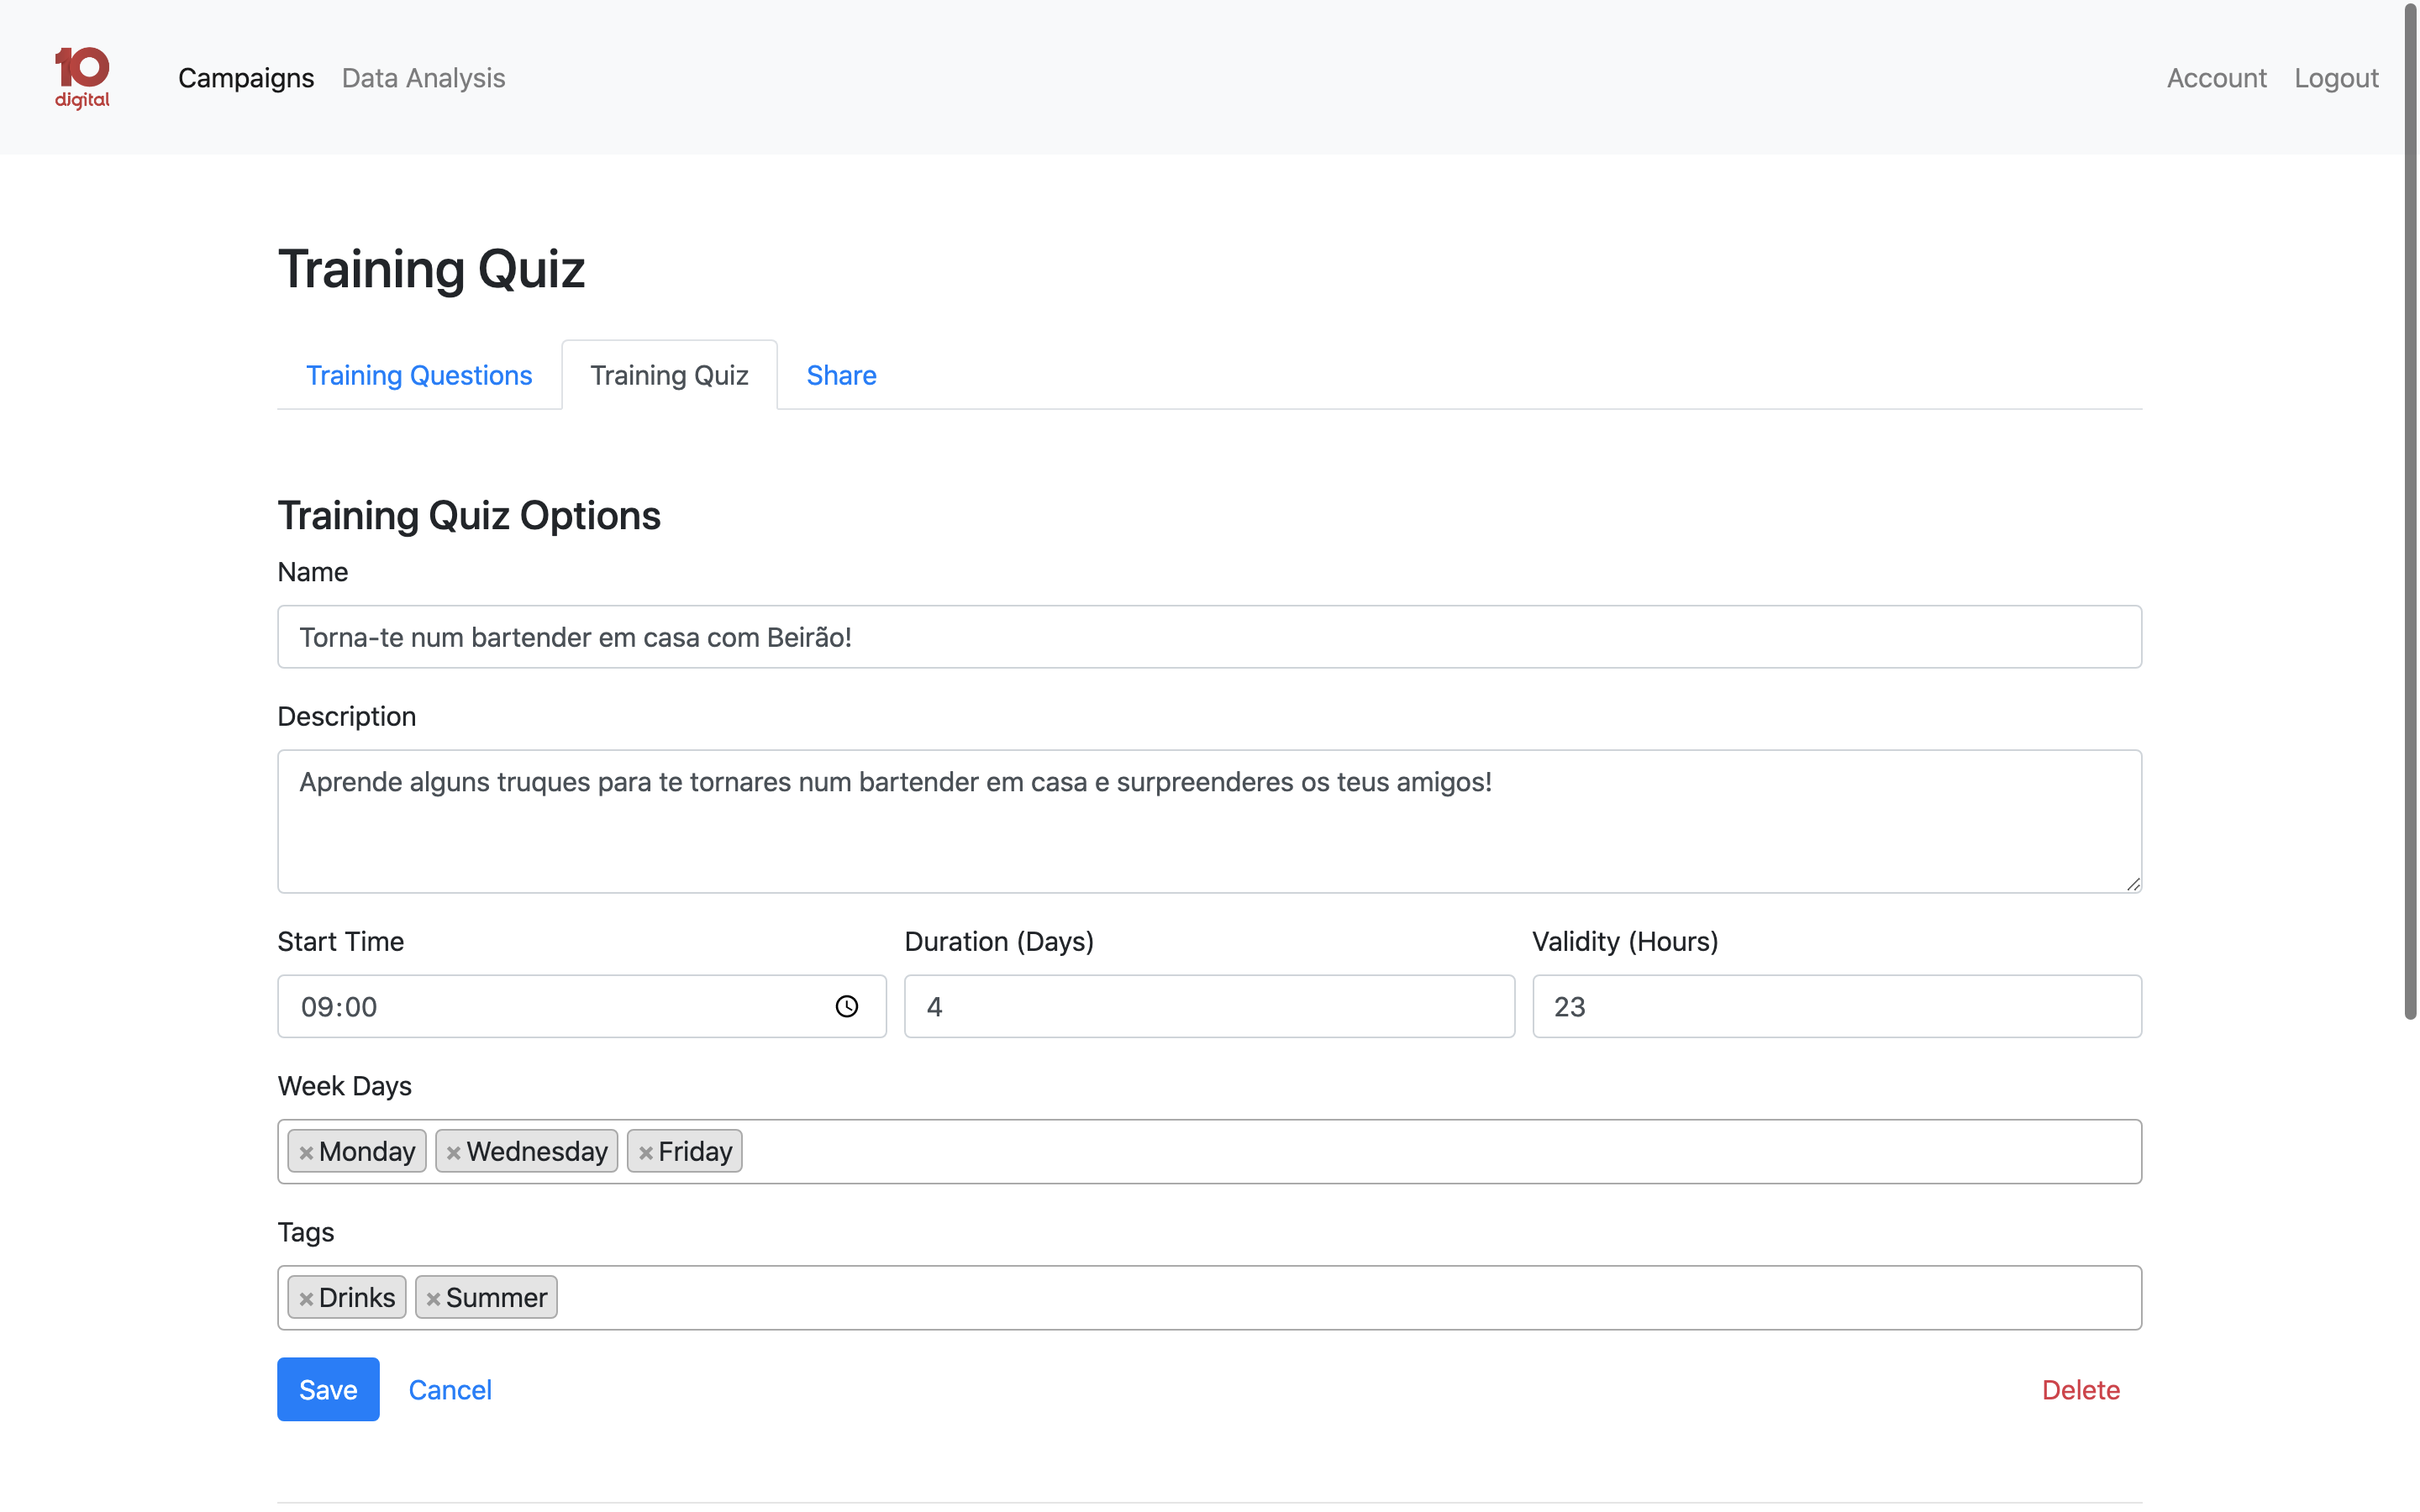 10
digital
Campaigns Data Analysis Account Logout
Training Quiz
Training Questions Training Quiz Share
Training Quiz Options
Name
Torna-te num bartender em casa com Beirão!
Description
Aprende alguns truques para te tornares num bartender em casa e surpreenderes os teus amigos!
Start Time Duration (Days) Validity (Hours)
09:00 4 23
Week Days
× Monday × Wednesday × Friday
Tags
× Drinks × Summer
Save Cancel Delete